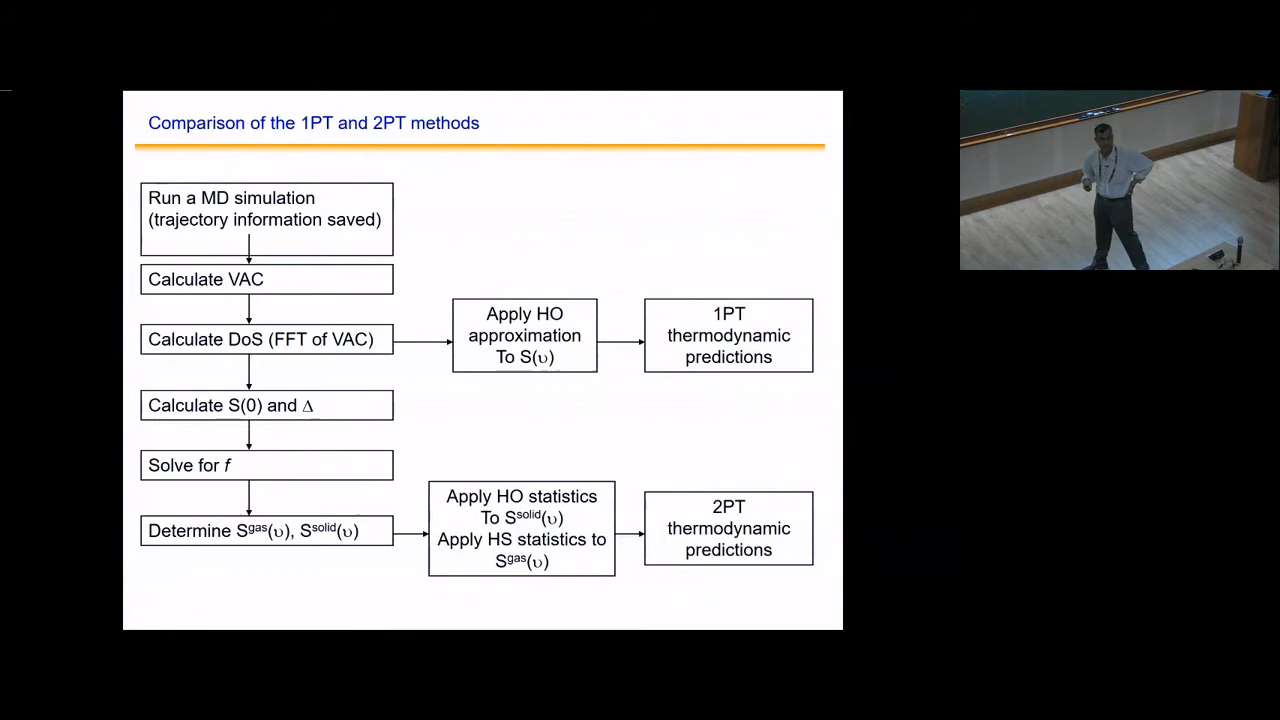 Comparison of the 1PT and 2PT methods
Run a MD simulation
(trajectory information saved)
Calculate VAC
Calculate DoS (FFT of VAC)
Apply HO
approximation
To S(υ)
1PT
thermodynamic
predictions
Calculate S(0) and Δ
Solve for f
Determine Sgas(υ), Ssolid(υ)
Apply HO statistics
To Ssolid(υ)
Apply HS statistics to
Sgas(υ)
2PT
thermodynamic
predictions